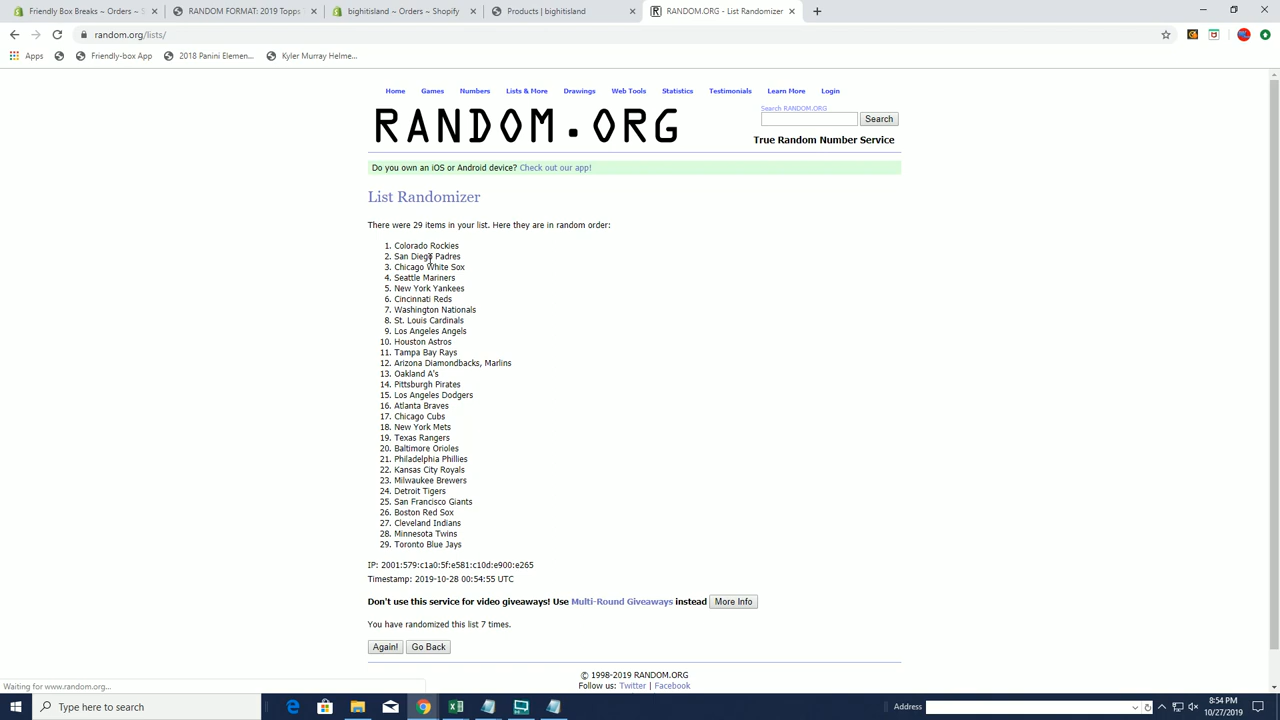 Friendly Box Breaks ~ Orders ~ S
RANDOM FORMAT: 2019 Topps
bighitisland ~ Orders ~ Shopify
Products | bighitisland
RANDOM.ORG - List Randomizer
random.org/lists/
Apps
Friendly-box App
2018 Panini Elemen...
Kyler Murray Helme...
Home Games Numbers Lists & More Drawings Web Tools Statistics Testimonials Learn More Login
RANDOM.ORG
Search RANDOM.ORG
Search
True Random Number Service
Do you own an iOS or Android device? Check out our app!
List Randomizer
There were 29 items in your list. Here they are in random order:
1. Colorado Rockies
2. San Diego Padres
3. Chicago White Sox
4. Seattle Mariners
5. New York Yankees
6. Cincinnati Reds
7. Washington Nationals
8. St. Louis Cardinals
9. Los Angeles Angels
10. Houston Astros
11. Tampa Bay Rays
12. Arizona Diamondbacks, Marlins
13. Oakland A's
14. Pittsburgh Pirates
15. Los Angeles Dodgers
16. Atlanta Braves
17. Chicago Cubs
18. New York Mets
19. Texas Rangers
20. Baltimore Orioles
21. Philadelphia Phillies
22. Kansas City Royals
23. Milwaukee Brewers
24. Detroit Tigers
25. San Francisco Giants
26. Boston Red Sox
27. Cleveland Indians
28. Minnesota Twins
29. Toronto Blue Jays
IP: 2001:579:c1a0:5f:e581:c10d:e900:e265
Timestamp: 2019-10-28 00:54:55 UTC
Don't use this service for video giveaways! Use Multi-Round Giveaways instead More Info
You have randomized this list 7 times.
Again! Go Back
© 1998-2019 RANDOM.ORG
Follow us: Twitter | Facebook
Waiting for www.random.org...
Type here to search
Address
8:54 PM
10/27/2019